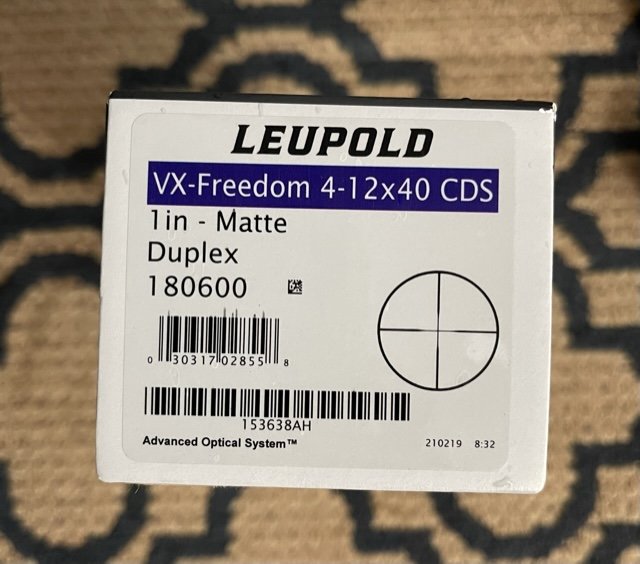 LEUPOLD
VX-Freedom 4-12x40 CDS
1in - Matte
Duplex
180600
0 30317 02855 8
153638AH
Advanced Optical System™
210219 8:32